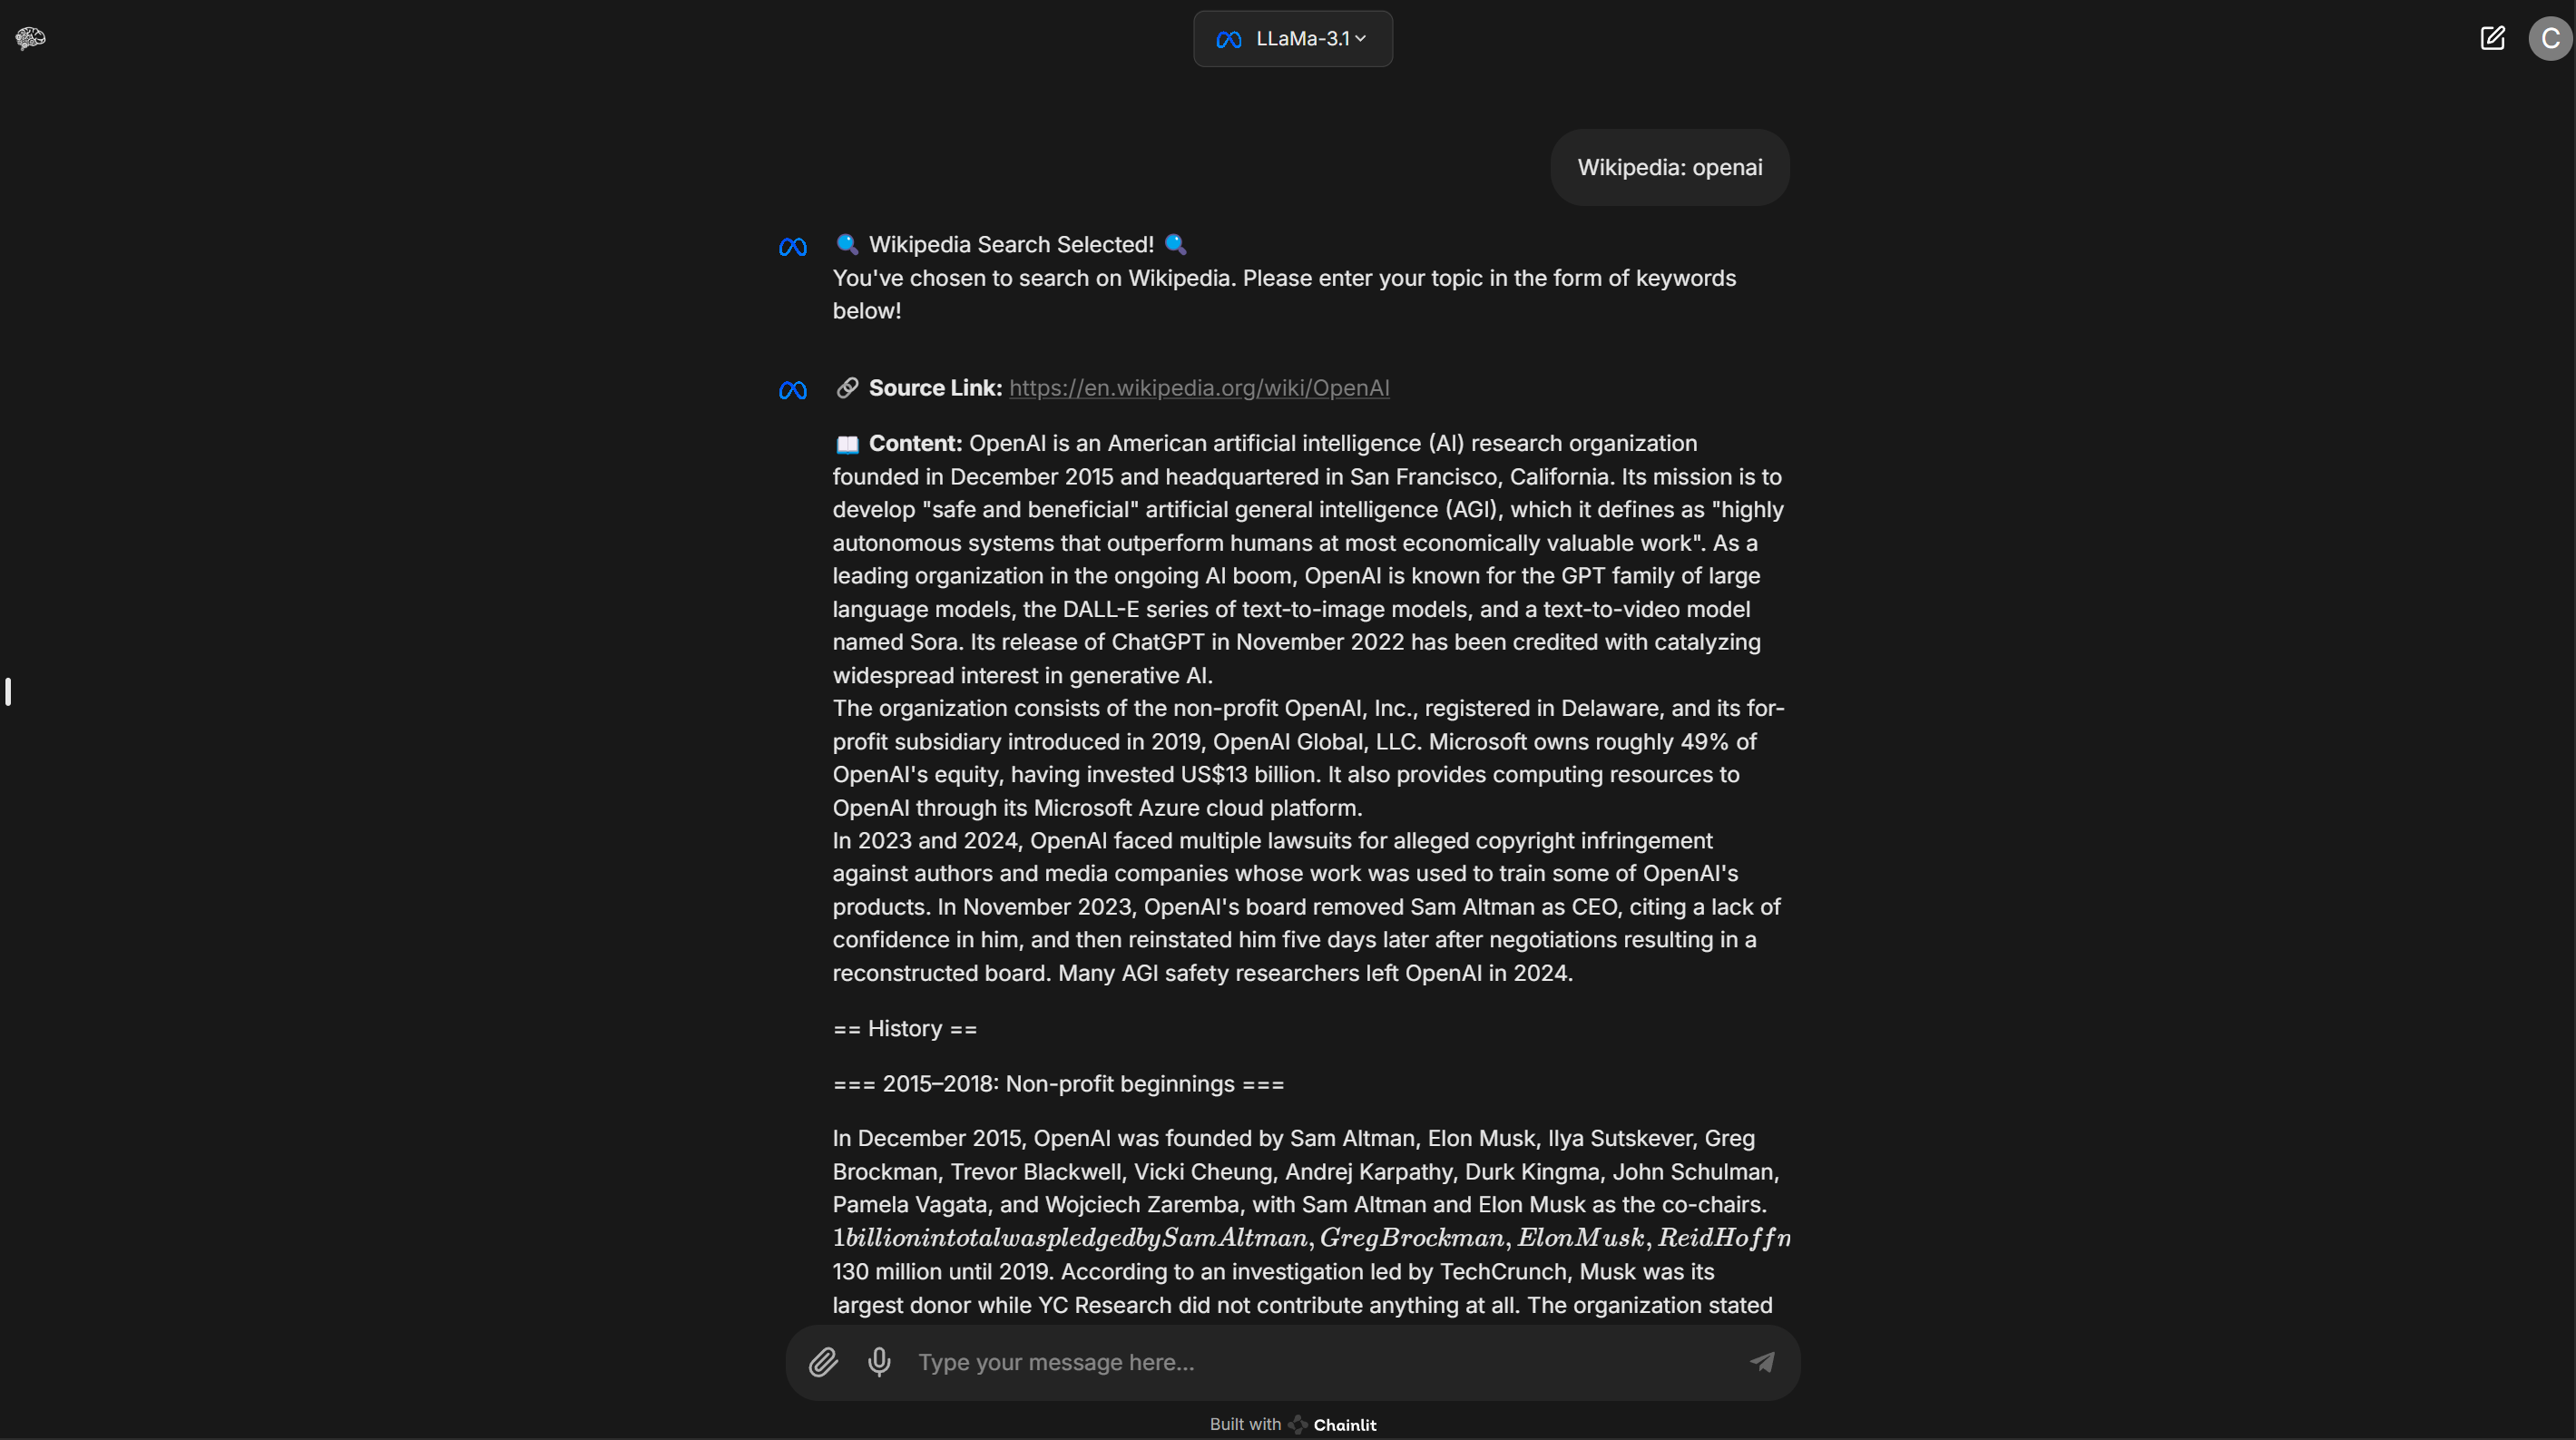 LLaMa-3.1
C
Wikipedia: openai
Wikipedia Search Selected!
You've chosen to search on Wikipedia. Please enter your topic in the form of keywords
below!
Source Link: https://en.wikipedia.org/wiki/OpenAI
Content: OpenAI is an American artificial intelligence (AI) research organization
founded in December 2015 and headquartered in San Francisco, California. Its mission is to
develop "safe and beneficial" artificial general intelligence (AGI), which it defines as "highly
autonomous systems that outperform humans at most economically valuable work". As a
leading organization in the ongoing AI boom, OpenAI is known for the GPT family of large
language models, the DALL-E series of text-to-image models, and a text-to-video model
named Sora. Its release of ChatGPT in November 2022 has been credited with catalyzing
widespread interest in generative AI.
The organization consists of the non-profit OpenAI, Inc., registered in Delaware, and its for-
profit subsidiary introduced in 2019, OpenAI Global, LLC. Microsoft owns roughly 49% of
OpenAI's equity, having invested US$13 billion. It also provides computing resources to
OpenAI through its Microsoft Azure cloud platform.
In 2023 and 2024, OpenAI faced multiple lawsuits for alleged copyright infringement
against authors and media companies whose work was used to train some of OpenAI's
products. In November 2023, OpenAI's board removed Sam Altman as CEO, citing a lack of
confidence in him, and then reinstated him five days later after negotiations resulting in a
reconstructed board. Many AGI safety researchers left OpenAI in 2024.
== History ==
=== 2015–2018: Non-profit beginnings ===
In December 2015, OpenAI was founded by Sam Altman, Elon Musk, Ilya Sutskever, Greg
Brockman, Trevor Blackwell, Vicki Cheung, Andrej Karpathy, Durk Kingma, John Schulman,
Pamela Vagata, and Wojciech Zaremba, with Sam Altman and Elon Musk as the co-chairs.
1billionintotalwaspledgedbySamAltman,GregBrockman,ElonMusk,ReidHoffn
130 million until 2019. According to an investigation led by TechCrunch, Musk was its
largest donor while YC Research did not contribute anything at all. The organization stated
Type your message here...
Built with Chainlit